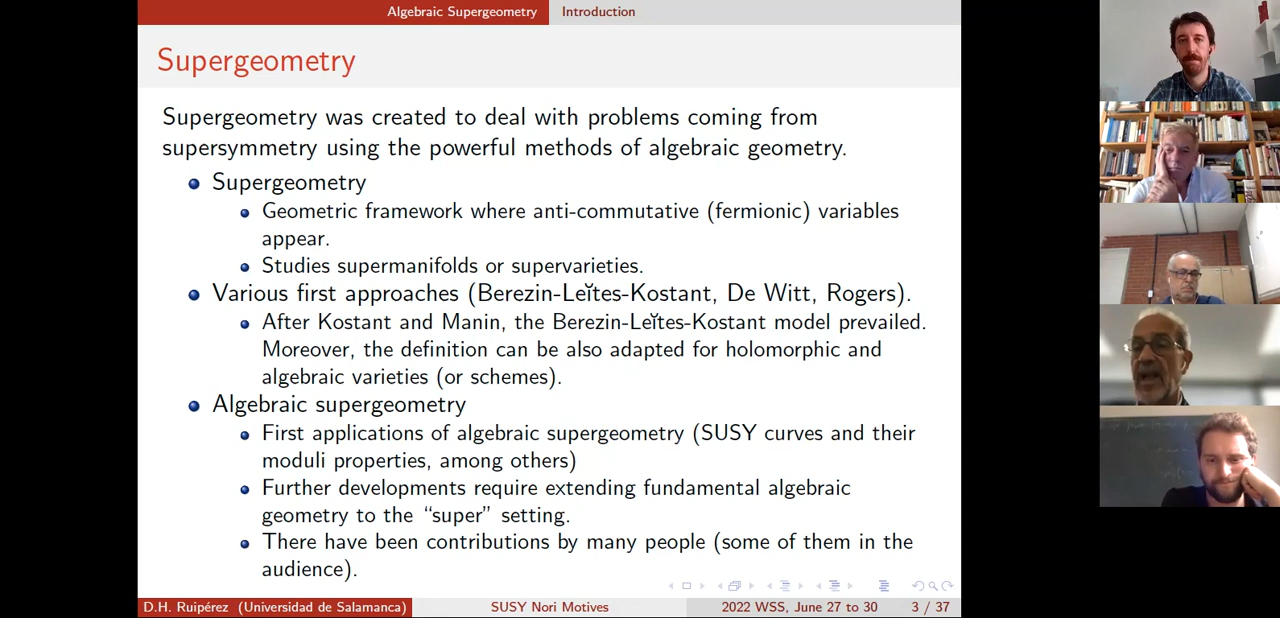 Algebraic Supergeometry Introduction
Supergeometry
Supergeometry was created to deal with problems coming from
supersymmetry using the powerful methods of algebraic geometry.
Supergeometry
Geometric framework where anti-commutative (fermionic) variables
appear.
Studies supermanifolds or supervarieties.
Various first approaches (Berezin-Leĭtes-Kostant, De Witt, Rogers).
After Kostant and Manin, the Berezin-Leĭtes-Kostant model prevailed.
Moreover, the definition can be also adapted for holomorphic and
algebraic varieties (or schemes).
Algebraic supergeometry
First applications of algebraic supergeometry (SUSY curves and their
moduli properties, among others)
Further developments require extending fundamental algebraic
geometry to the “super” setting.
There have been contributions by many people (some of them in the
audience).
D.H. Ruipérez (Universidad de Salamanca) SUSY Nori Motives 2022 WSS, June 27 to 30 3 / 37